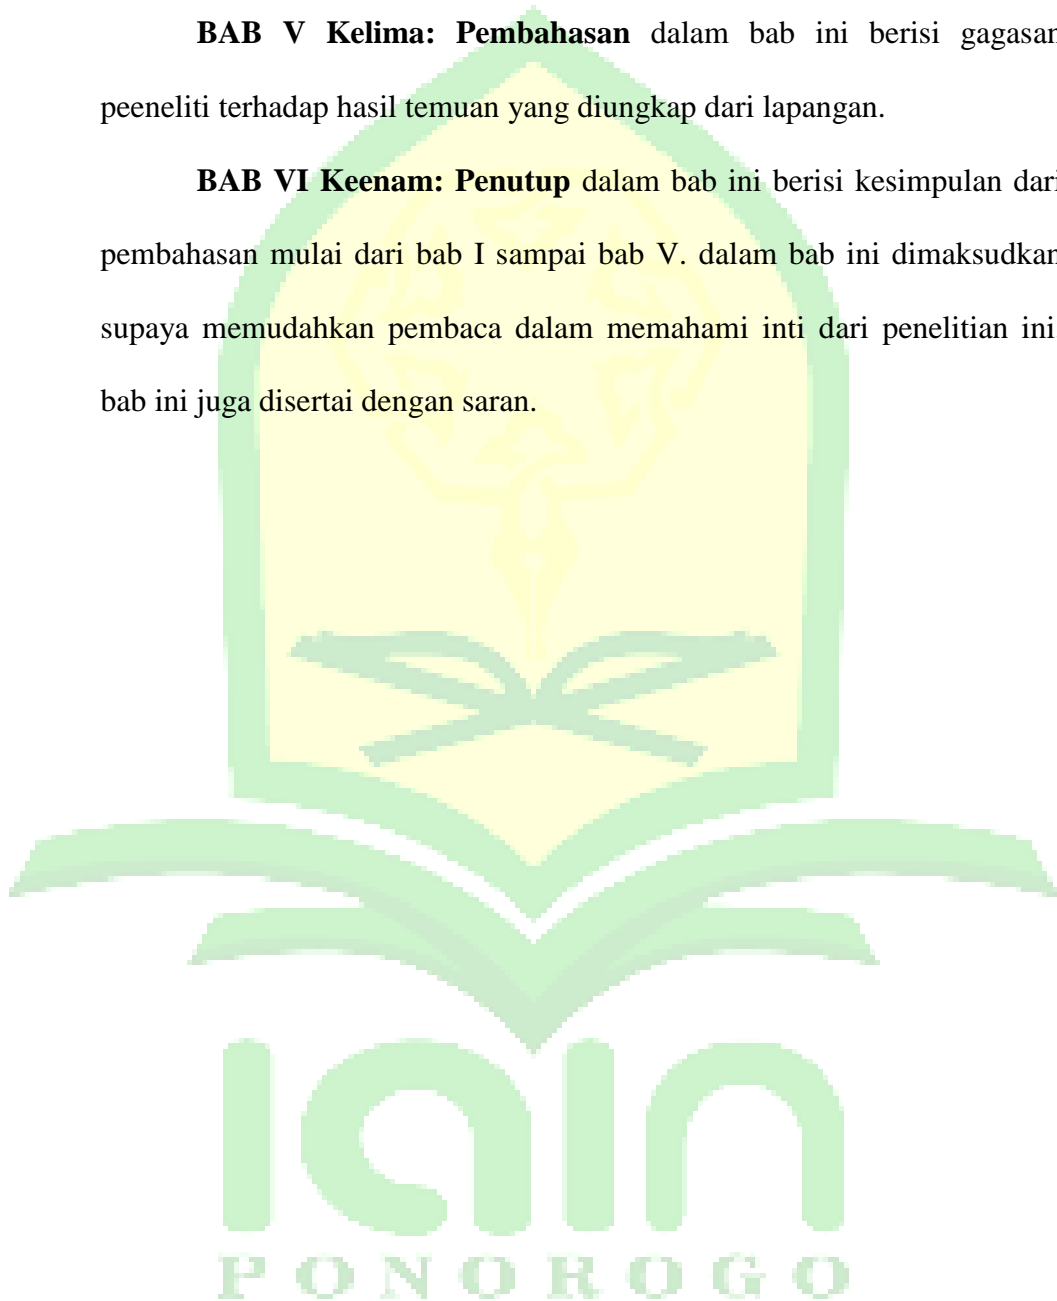 BAB V Kelima: Pembahasan dalam bab ini berisi gagasan
peeneliti terhadap hasil temuan yang diungkap dari lapangan.
BAB VI Keenam: Penutup dalam bab ini berisi kesimpulan dari
pembahasan mulai dari bab I sampai bab V. dalam bab ini dimaksudkan
supaya memudahkan pembaca dalam memahami inti dari penelitian ini
bab ini juga disertai dengan saran.
iain
PONOROGO